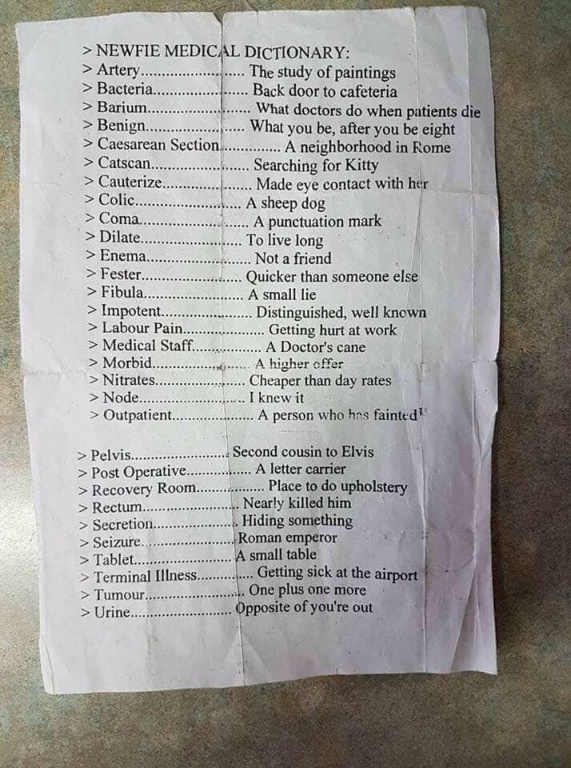 > NEWFIE MEDICAL DICTIONARY:
> Artery........................ The study of paintings
> Bacteria...................... Back door to cafeteria
> Barium........................ What doctors do when patients die
> Benign........................ What you be, after you be eight
> Caesarean Section.............. A neighborhood in Rome
> Catscan....................... Searching for Kitty
> Cauterize..................... Made eye contact with her
> Colic......................... A sheep dog
> Coma.......................... A punctuation mark
> Dilate........................ To live long
> Enema......................... Not a friend
> Fester........................ Quicker than someone else
> Fibula........................ A small lie
> Impotent...................... Distinguished, well known
> Labour Pain................... Getting hurt at work
> Medical Staff................. A Doctor's cane
> Morbid........................ A higher offer
> Nitrates...................... Cheaper than day rates
> Node.......................... I knew it
> Outpatient.................... A person who has fainted
> Pelvis........................ Second cousin to Elvis
> Post Operative................ A letter carrier
> Recovery Room................. Place to do upholstery
> Rectum........................ Nearly killed him
> Secretion..................... Hiding something
> Seizure....................... Roman emperor
> Tablet........................ A small table
> Terminal Illness.............. Getting sick at the airport
> Tumour........................ One plus one more
> Urine......................... Opposite of you're out